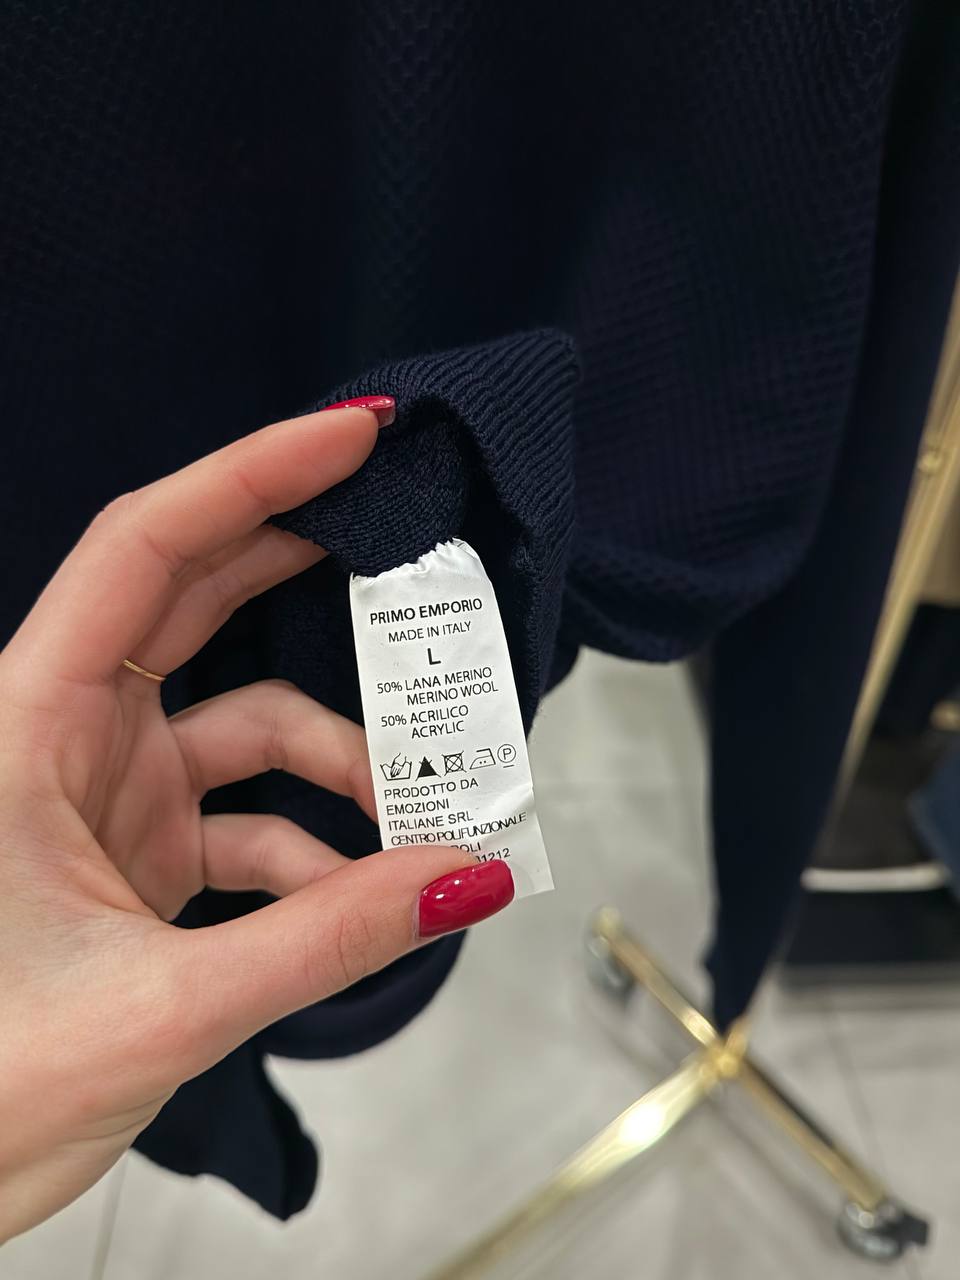 PRIMO EMPORIO
MADE IN ITALY
L
50% LANA MERINO
MERINO WOOL
50% ACRILICO
ACRYLIC
P
PRODOTTO DA
EMOZIONI
ITALIANE SRL
CENTRO POLIFUNZIONALE